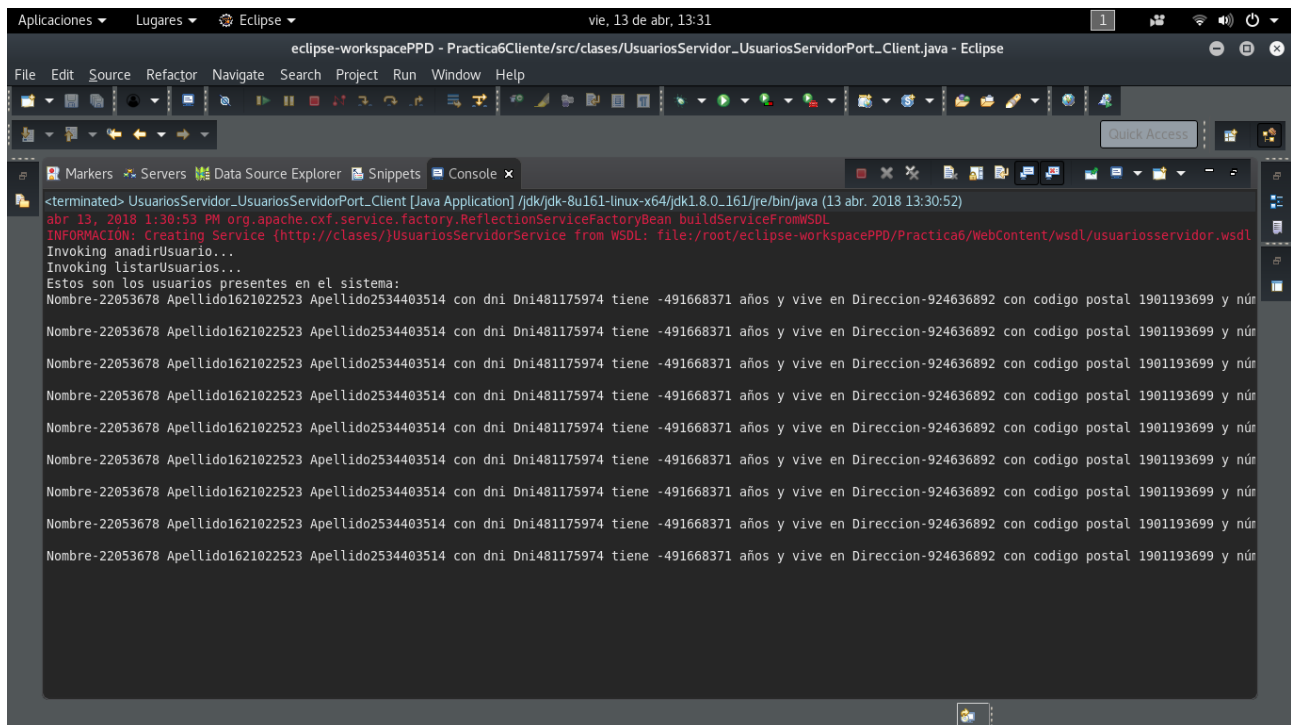 Aplicaciones Lugares Eclipse vie, 13 de abr, 13:31 1
eclipse-workspacePPD - Practica6Cliente/src/clases/UsuariosServidor_UsuariosServidorPort_Client.java - Eclipse
File Edit Source Refactor Navigate Search Project Run Window Help
Quick Access
Markers Servers Data Source Explorer Snippets Console
<terminated> UsuariosServidor_UsuariosServidorPort_Client [Java Application] /jdk/jdk-8u161-linux-x64/jdk1.8.0_161/jre/bin/java (13 abr. 2018 13:30:52)
abr 13, 2018 1:30:53 PM org.apache.cxf.service.factory.ReflectionServiceFactoryBean buildServiceFromWSDL
INFORMACIÓN: Creating Service {http://clases/}UsuariosServidorService from WSDL: file:/root/eclipse-workspacePPD/Practica6/WebContent/wsdl/usuariosservidor.wsdl
Invoking anadirUsuario...
Invoking listarUsuarios...
Estos son los usuarios presentes en el sistema:
Nombre-22053678 Apellido1621022523 Apellido2534403514 con dni Dni481175974 tiene -491668371 años y vive en Direccion-924636892 con codigo postal 1901193699 y núm
Nombre-22053678 Apellido1621022523 Apellido2534403514 con dni Dni481175974 tiene -491668371 años y vive en Direccion-924636892 con codigo postal 1901193699 y núm
Nombre-22053678 Apellido1621022523 Apellido2534403514 con dni Dni481175974 tiene -491668371 años y vive en Direccion-924636892 con codigo postal 1901193699 y núm
Nombre-22053678 Apellido1621022523 Apellido2534403514 con dni Dni481175974 tiene -491668371 años y vive en Direccion-924636892 con codigo postal 1901193699 y núm
Nombre-22053678 Apellido1621022523 Apellido2534403514 con dni Dni481175974 tiene -491668371 años y vive en Direccion-924636892 con codigo postal 1901193699 y núm
Nombre-22053678 Apellido1621022523 Apellido2534403514 con dni Dni481175974 tiene -491668371 años y vive en Direccion-924636892 con codigo postal 1901193699 y núm
Nombre-22053678 Apellido1621022523 Apellido2534403514 con dni Dni481175974 tiene -491668371 años y vive en Direccion-924636892 con codigo postal 1901193699 y núm
Nombre-22053678 Apellido1621022523 Apellido2534403514 con dni Dni481175974 tiene -491668371 años y vive en Direccion-924636892 con codigo postal 1901193699 y núm
Nombre-22053678 Apellido1621022523 Apellido2534403514 con dni Dni481175974 tiene -491668371 años y vive en Direccion-924636892 con codigo postal 1901193699 y núm